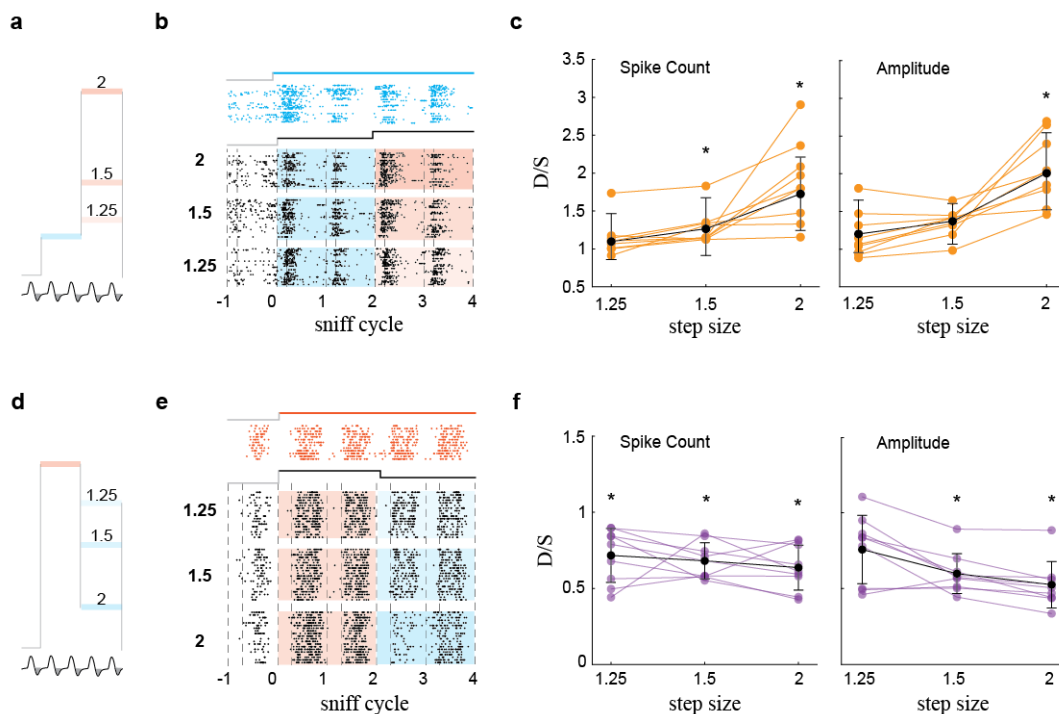 a
2
1.5
1.25
b
2
1.5
1.25
-1 0 1 2 3 4
sniff cycle
c
Spike Count
Amplitude
D/S
3.5
3
2.5
2
1.5
1
0.5
*
*
*
1.25 1.5 2
step size
1.25 1.5 2
step size
d
1.25
1.5
2
e
1.25
1.5
2
-1 0 1 2 3 4
sniff cycle
f
Spike Count
Amplitude
D/S
1.5
1
0.5
0
* * *
* *
1.25 1.5 2
step size
1.25 1.5 2
step size